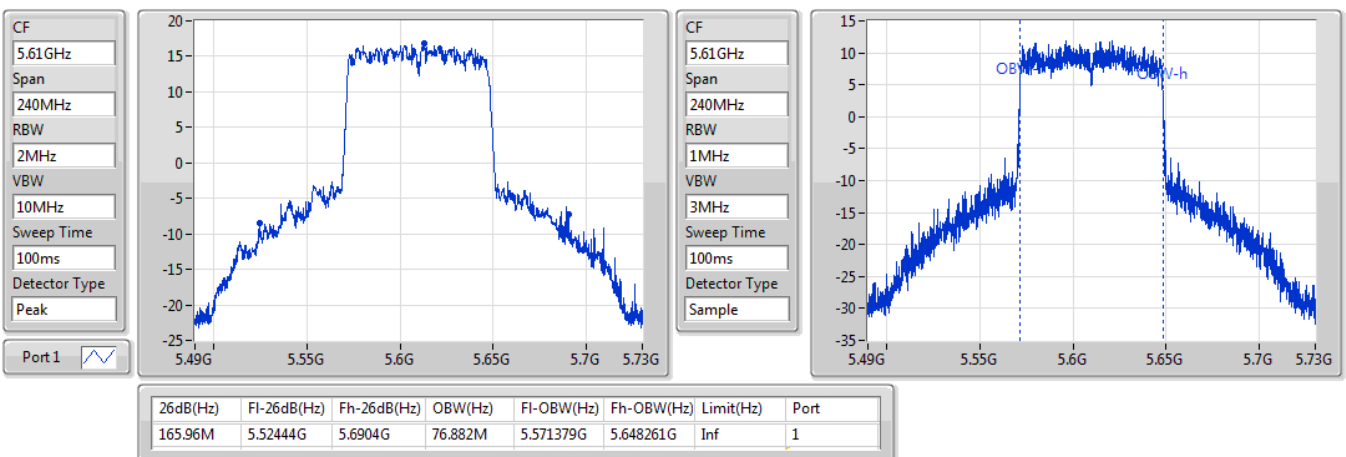 CF
5.61GHz
Span
240MHz
RBW
2MHz
VBW
10MHz
Sweep Time
100ms
Detector Type
Peak
Port 1
20
15
10
5
0
-5
-10
-15
-20
-25
5.49G 5.55G 5.6G 5.65G 5.7G 5.73G
CF
5.61GHz
Span
240MHz
RBW
1MHz
VBW
3MHz
Sweep Time
100ms
Detector Type
Sample
15
10
5
0
-5
-10
-15
-20
-25
-30
-35
OBW-h
5.49G 5.55G 5.6G 5.65G 5.7G 5.73G
26dB(Hz) Fl-26dB(Hz) Fh-26dB(Hz) OBW(Hz) Fl-OBW(Hz) Fh-OBW(Hz) Limit(Hz) Port
165.96M 5.52444G 5.6904G 76.882M 5.571379G 5.648261G Inf 1